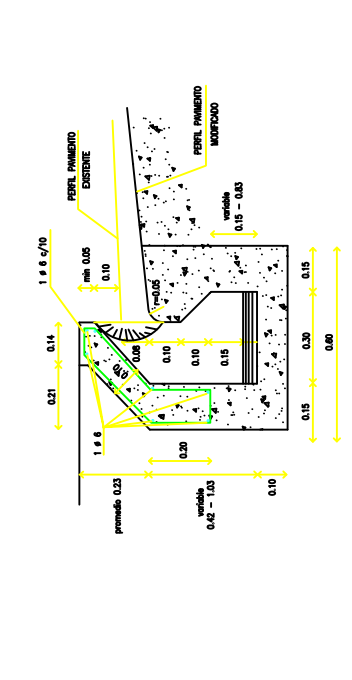 PERFIL PAVIMENTO
EXISTENTE
PERFIL PAVIMENTO
MODIFICADO
1 ø 6 c/10
min 0.05
0.10
variable
0.15 - 0.83
0.14
0.21
r=0.05
0.08
0.10
0.10
0.15
0.10
1 ø 6
0.20
promedio 0.23
variable
0.42 - 1.03
0.10
0.15
0.30
0.15
0.60